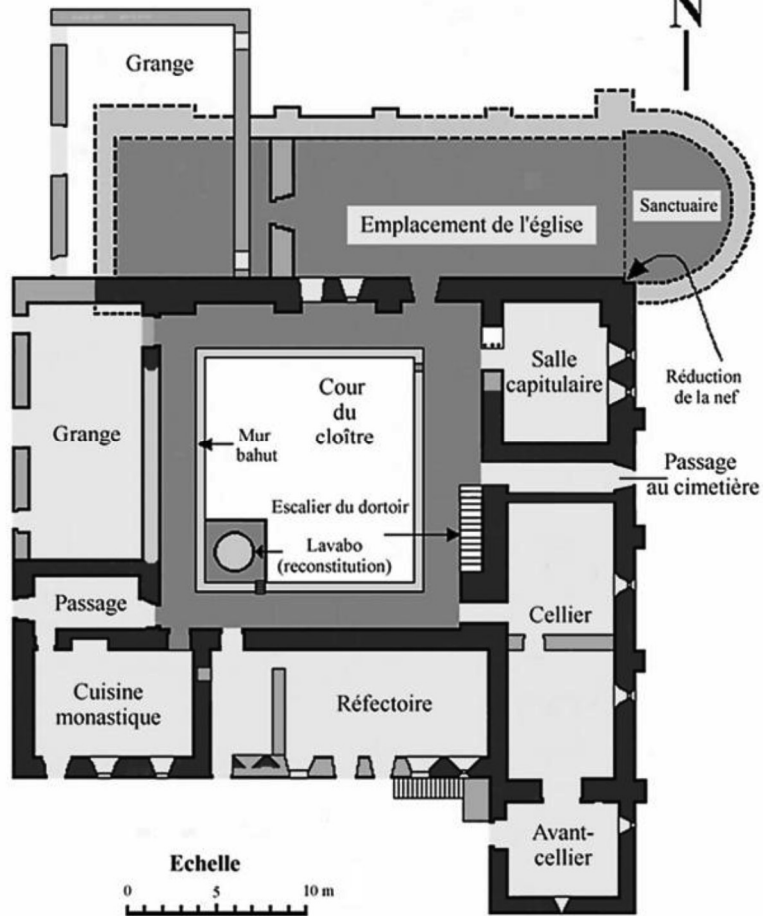 N
Grange
Sanctuaire
Emplacement de l'église
Salle
capitulaire
Réduction
de la nef
Cour
du
cloître
Grange
Mur
bahut
Passage
au cimetière
Escalier du dortoir
Lavabo
(reconstitution)
Passage
Cellier
Cuisine
monastique
Réfectoire
Avant-
cellier
Echelle
0 5 10 m